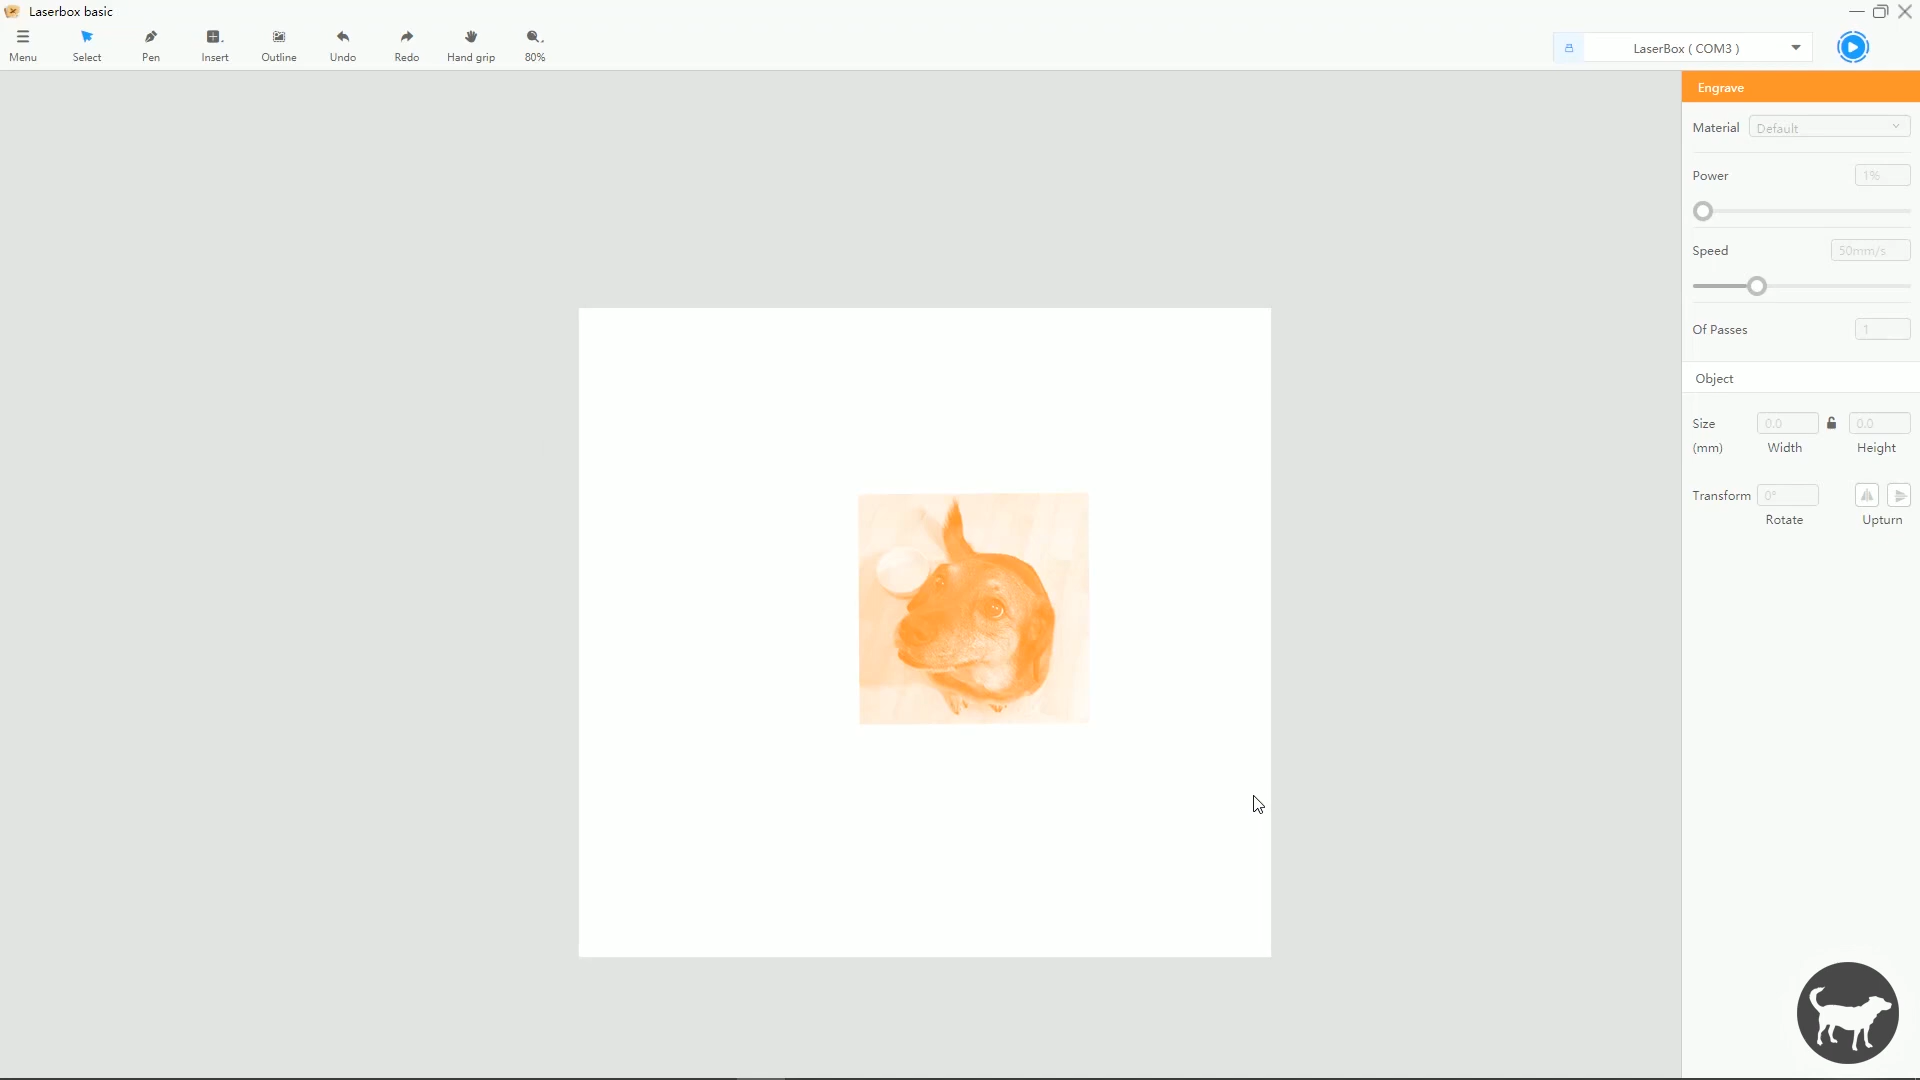 Laserbox basic
Menu
Select
Pen
Insert
Outline
Undo
Redo
Hand grip
80%
LaserBox ( COM3 )
Engrave
Material Default
Power 1%
Speed 50mm/s
Of Passes 1
Object
Size 0.0 0.0
(mm) Width Height
Transform 0°
Rotate Upturn